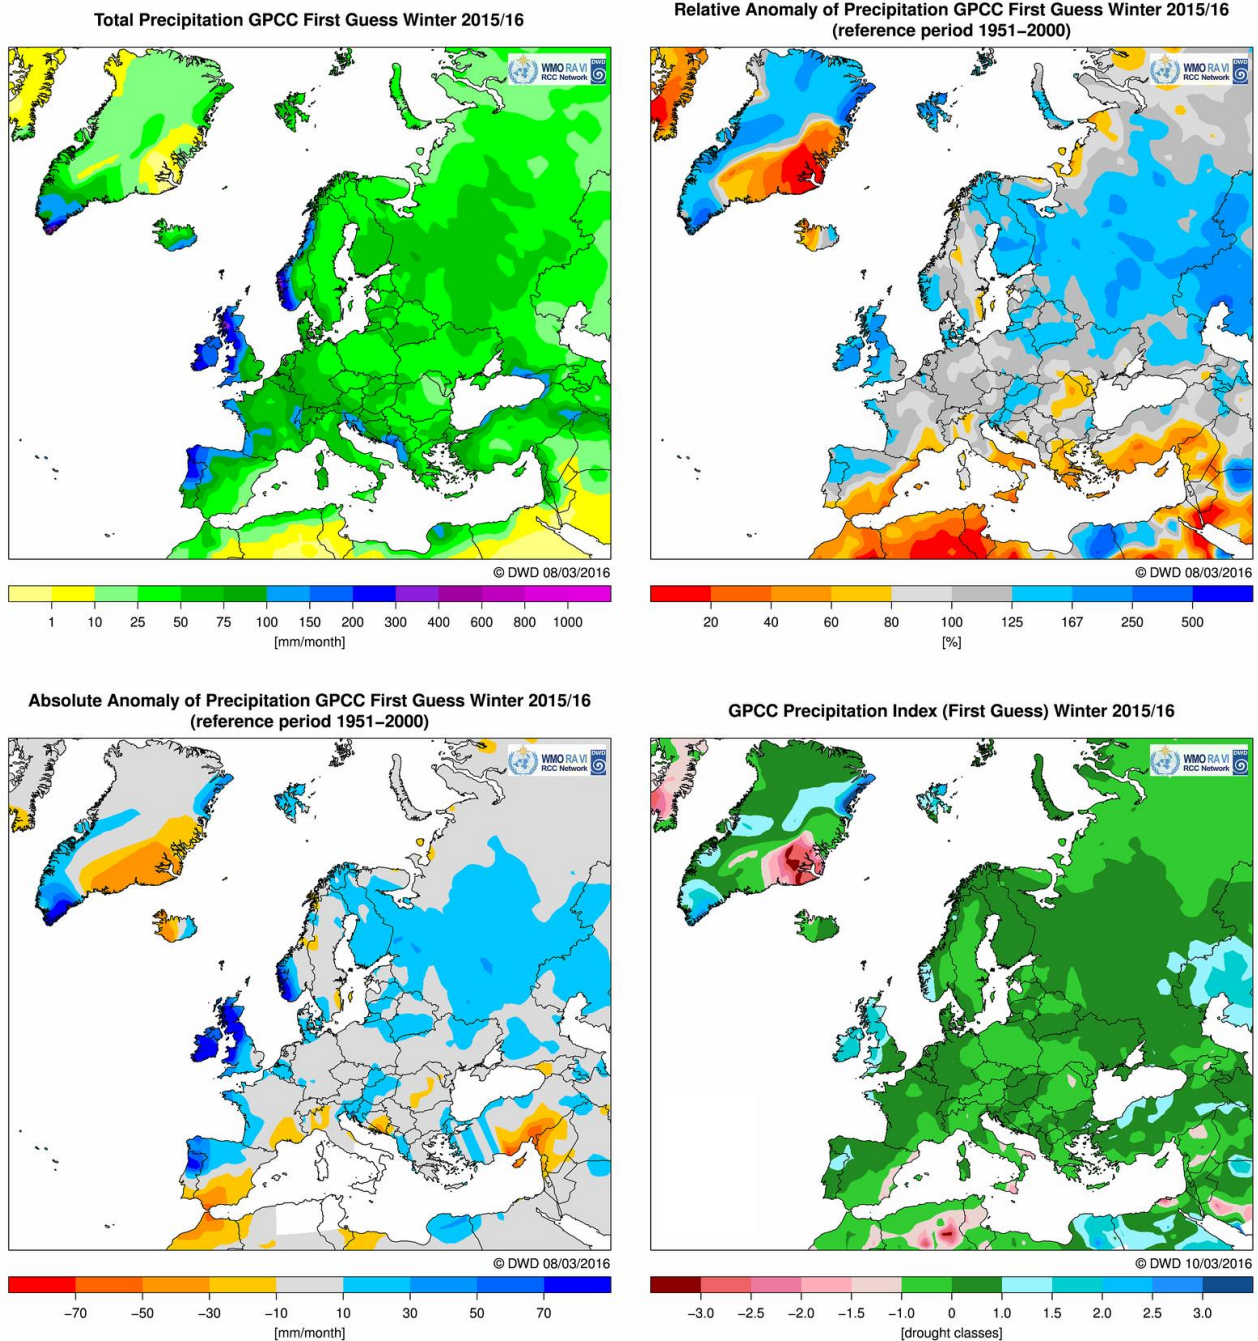 Total Precipitation GPCC First Guess Winter 2015/16
WMO RA VI
RCC Network
DWD
© DWD 08/03/2016
1 10 25 50 75 100 150 200 300 400 600 800 1000
[mm/month]
Relative Anomaly of Precipitation GPCC First Guess Winter 2015/16
(reference period 1951−2000)
WMO RA VI
RCC Network
DWD
© DWD 08/03/2016
20 40 60 80 100 125 167 250 500
[%]
Absolute Anomaly of Precipitation GPCC First Guess Winter 2015/16
(reference period 1951−2000)
WMO RA VI
RCC Network
DWD
© DWD 08/03/2016
−70 −50 −30 −10 10 30 50 70
[mm/month]
GPCC Precipitation Index (First Guess) Winter 2015/16
WMO RA VI
RCC Network
DWD
© DWD 10/03/2016
−3.0 −2.5 −2.0 −1.5 −1.0 0 1.0 1.5 2.0 2.5 3.0
[drought classes]